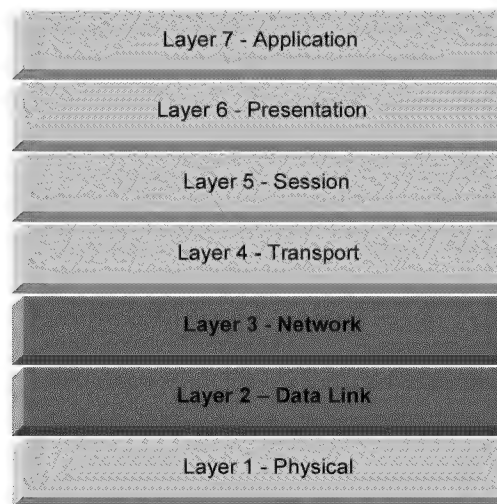 Layer 7 - Application
Layer 6 - Presentation
Layer 5 - Session
Layer 4 - Transport
Layer 3 - Network
Layer 2 – Data Link
Layer 1 - Physical